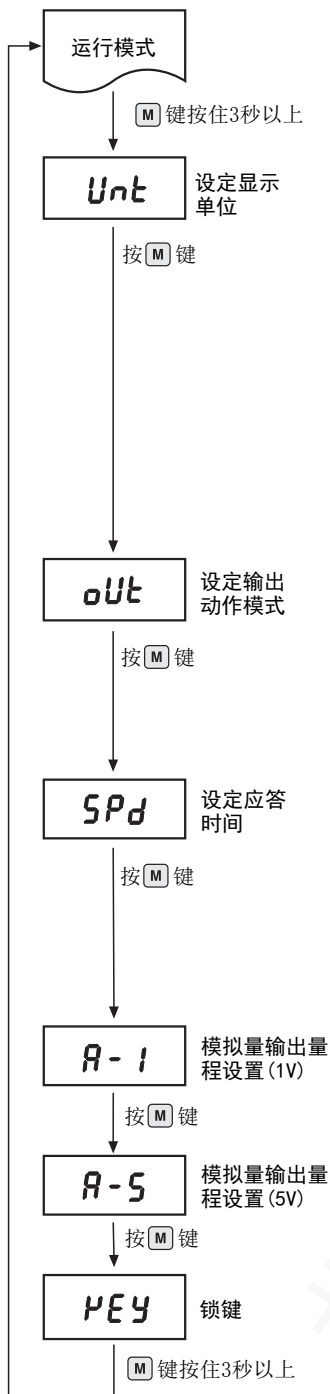 运行模式
M 键按住3秒以上
Unt
设定显示
单位
按 M 键
oUt
设定输出
动作模式
按 M 键
SPd
设定应答
时间
按 M 键
A-1
模拟量输出量
程设置(1V)
按 M 键
A-5
模拟量输出量
程设置(5V)
按 M 键
KEY
锁键
M 键按住3秒以上